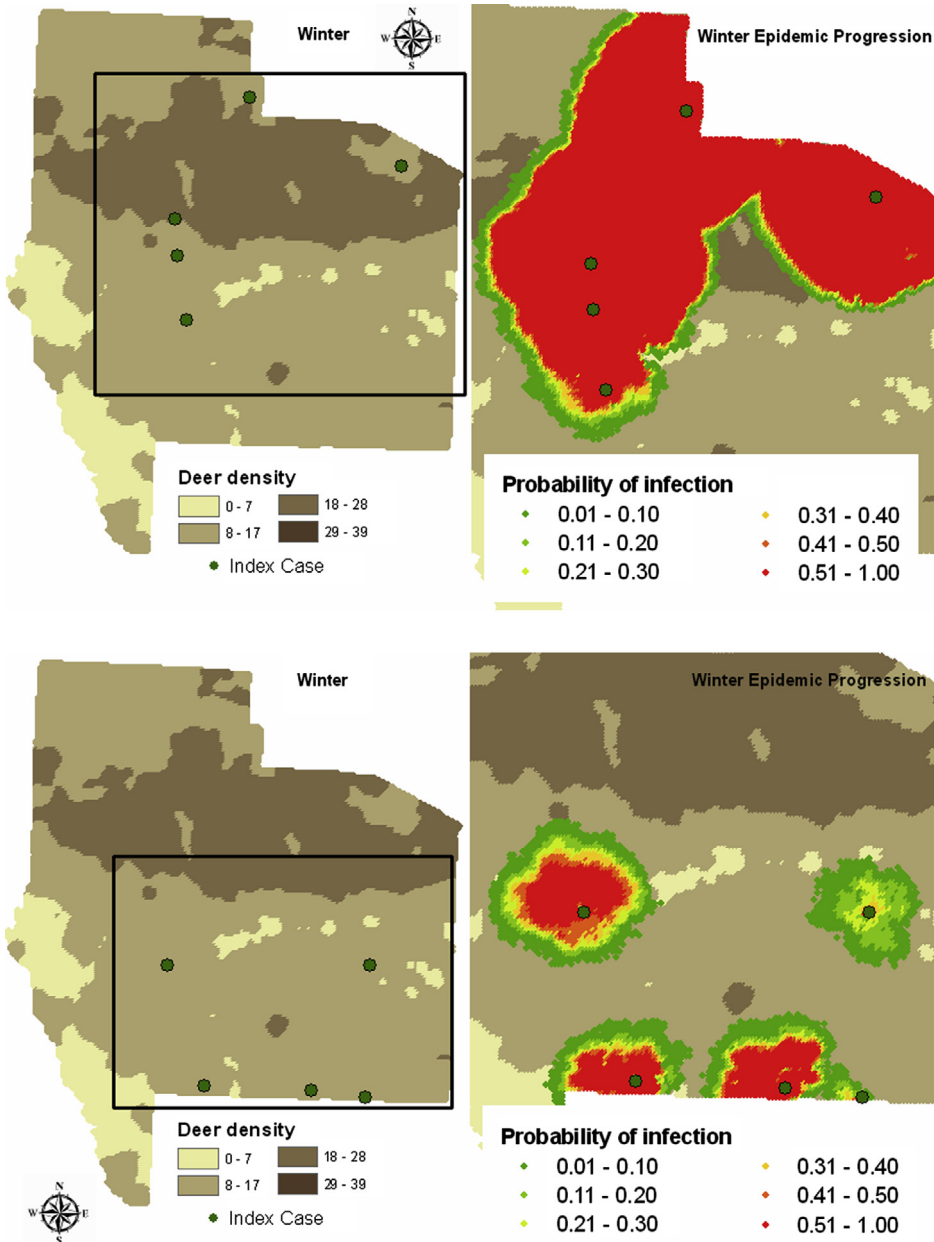 Winter
N
W E
S
Winter Epidemic Progression
Deer density
0 - 7
18 - 28
8 - 17
29 - 39
Index Case
Probability of infection
0.01 - 0.10
0.31 - 0.40
0.11 - 0.20
0.41 - 0.50
0.21 - 0.30
0.51 - 1.00
Winter
Winter Epidemic Progression
Deer density
0 - 7
18 - 28
8 - 17
29 - 39
Index Case
N
W E
S
Probability of infection
0.01 - 0.10
0.31 - 0.40
0.11 - 0.20
0.41 - 0.50
0.21 - 0.30
0.51 - 1.00